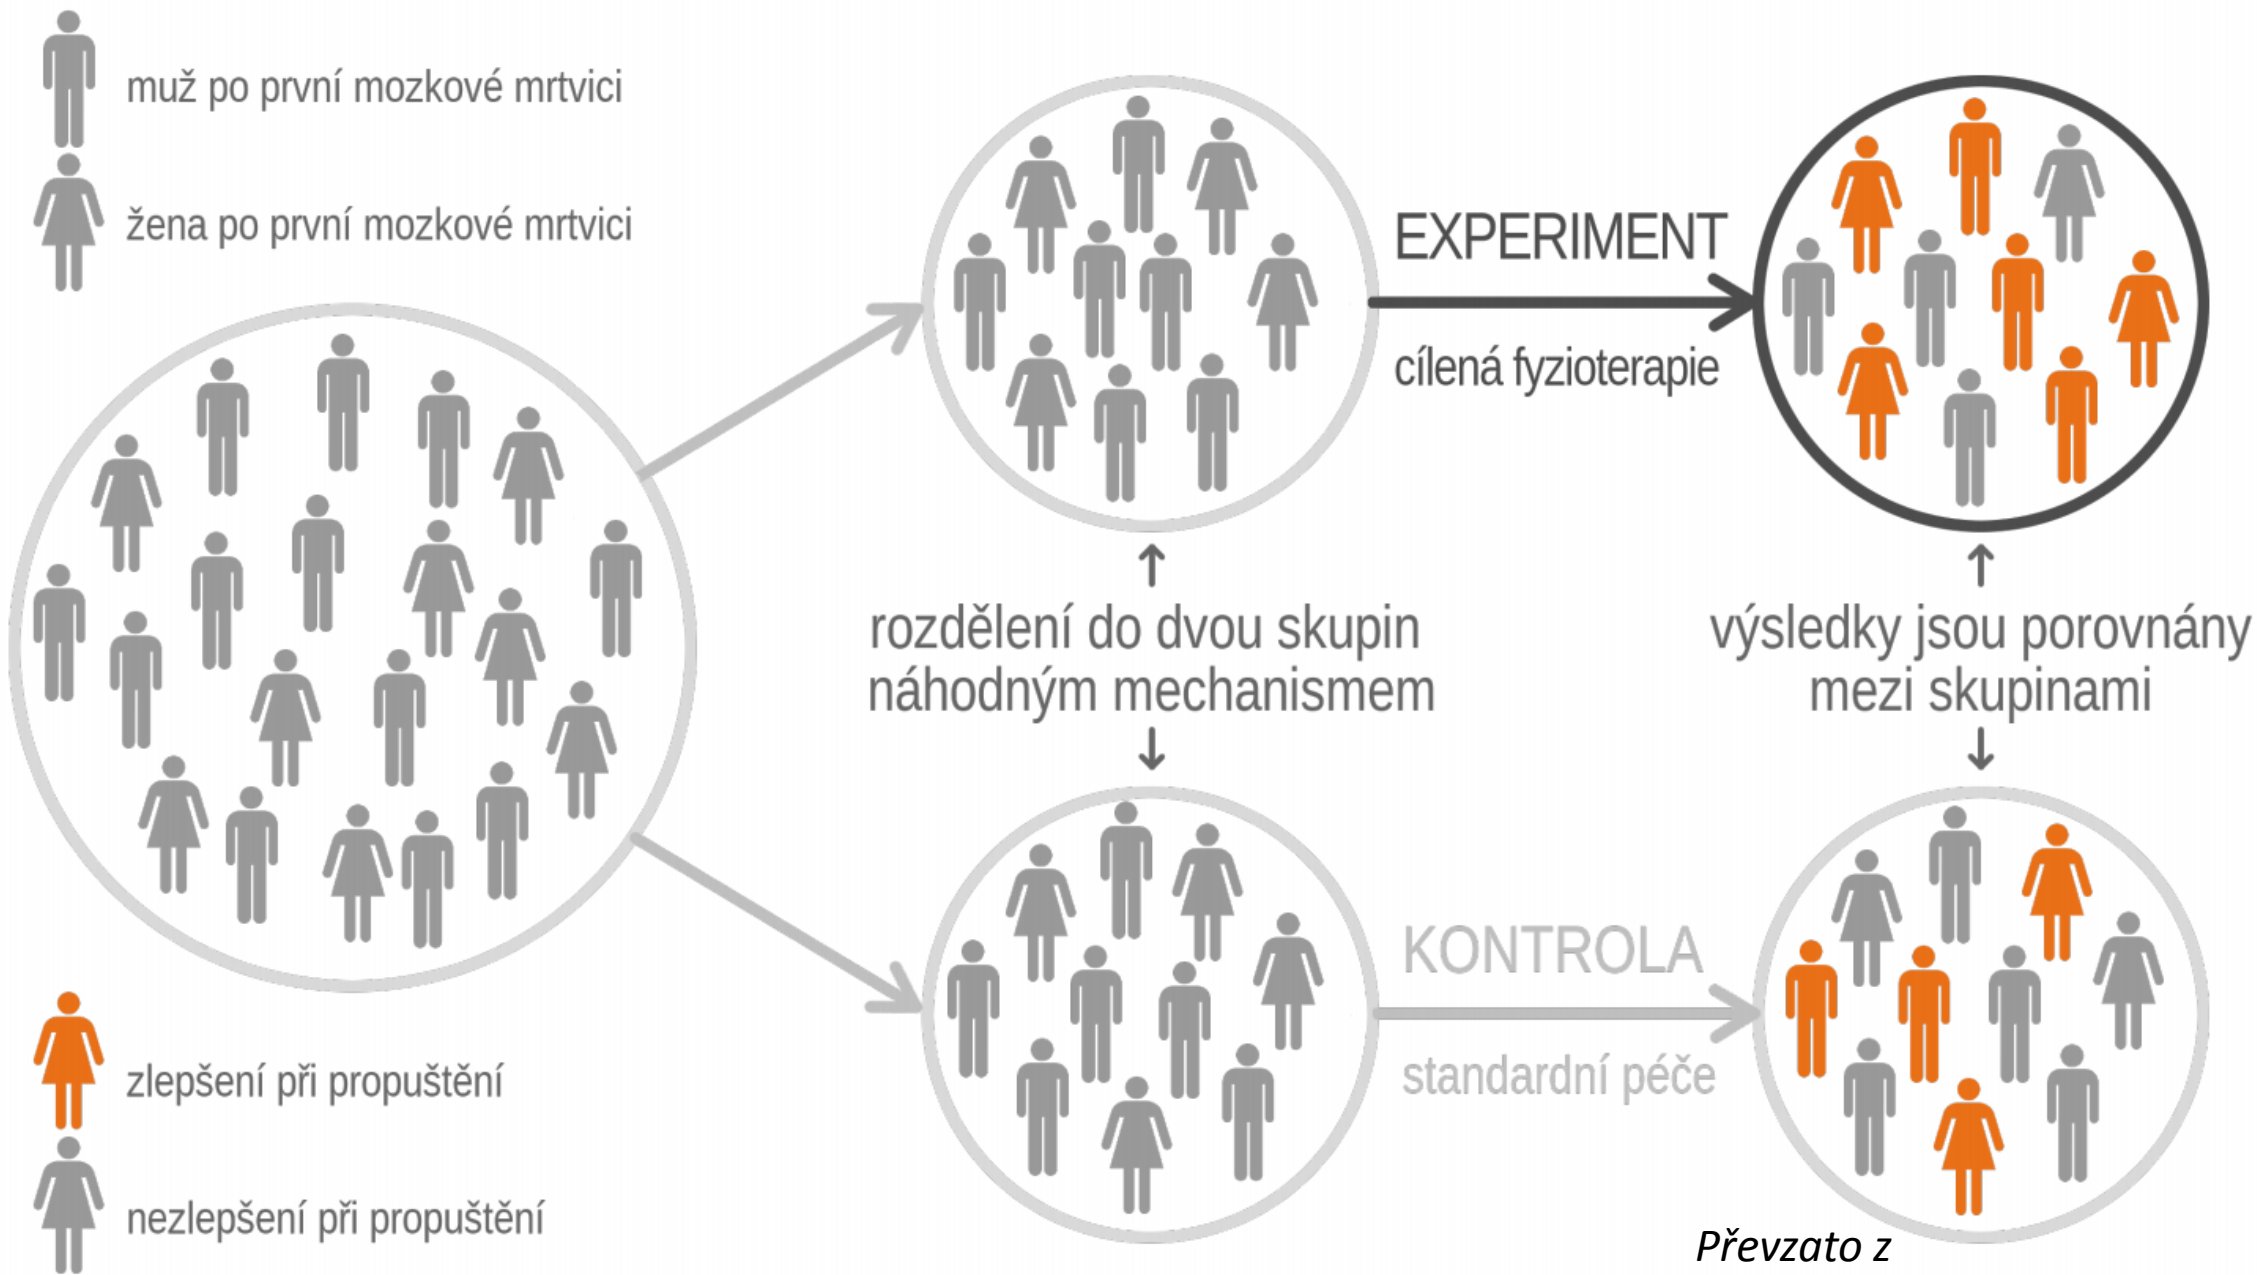 muž po první mozkové mrtvici
žena po první mozkové mrtvici
EXPERIMENT
cílená fyzioterapie
rozdělení do dvou skupin
náhodným mechanismem
výsledky jsou porovnány
mezi skupinami
KONTROLA
standardní péče
zlepšení při propuštění
nezlepšení při propuštění
Převzato z